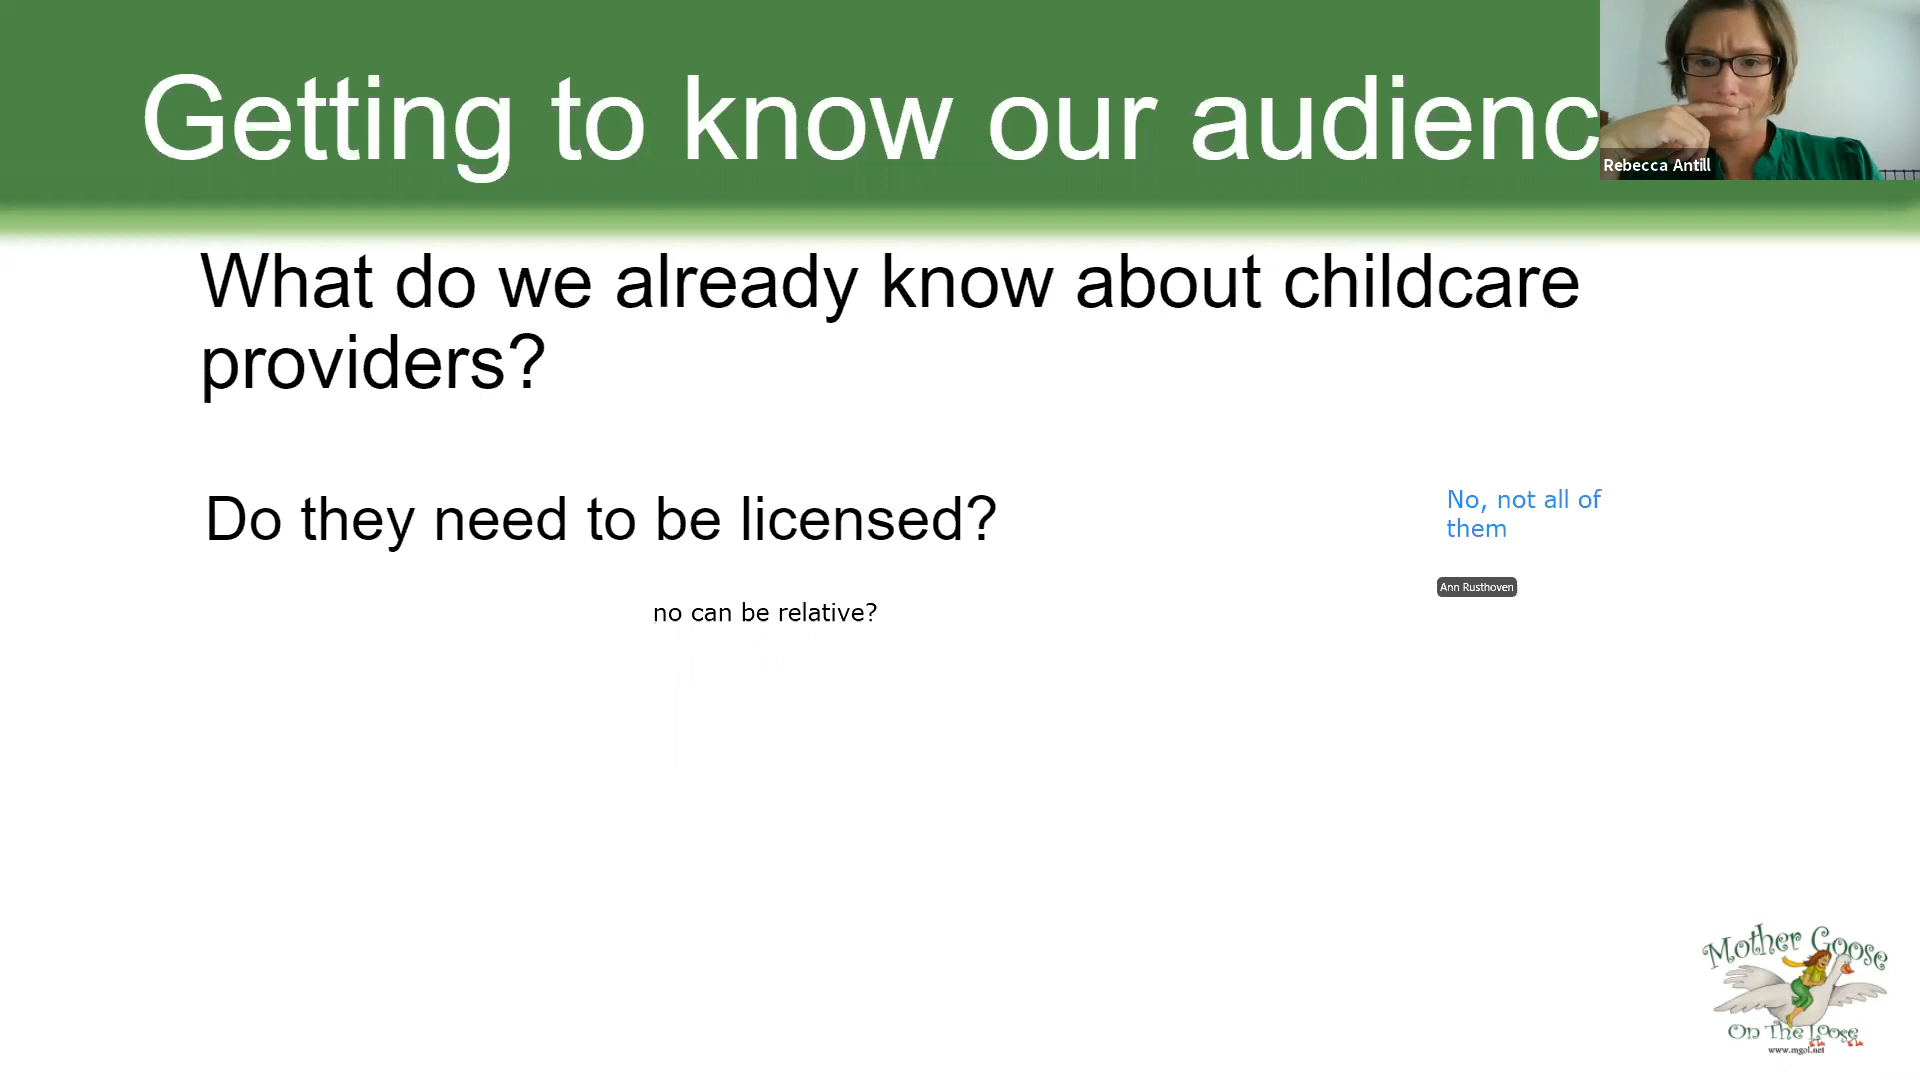 Getting to know our audienc
Rebecca Antill
What do we already know about childcare
providers?
Do they need to be licensed?
No, not all of
them
Ann Rusthoven
no can be relative?
Mother Goose
On The Loose
www.mgol.net